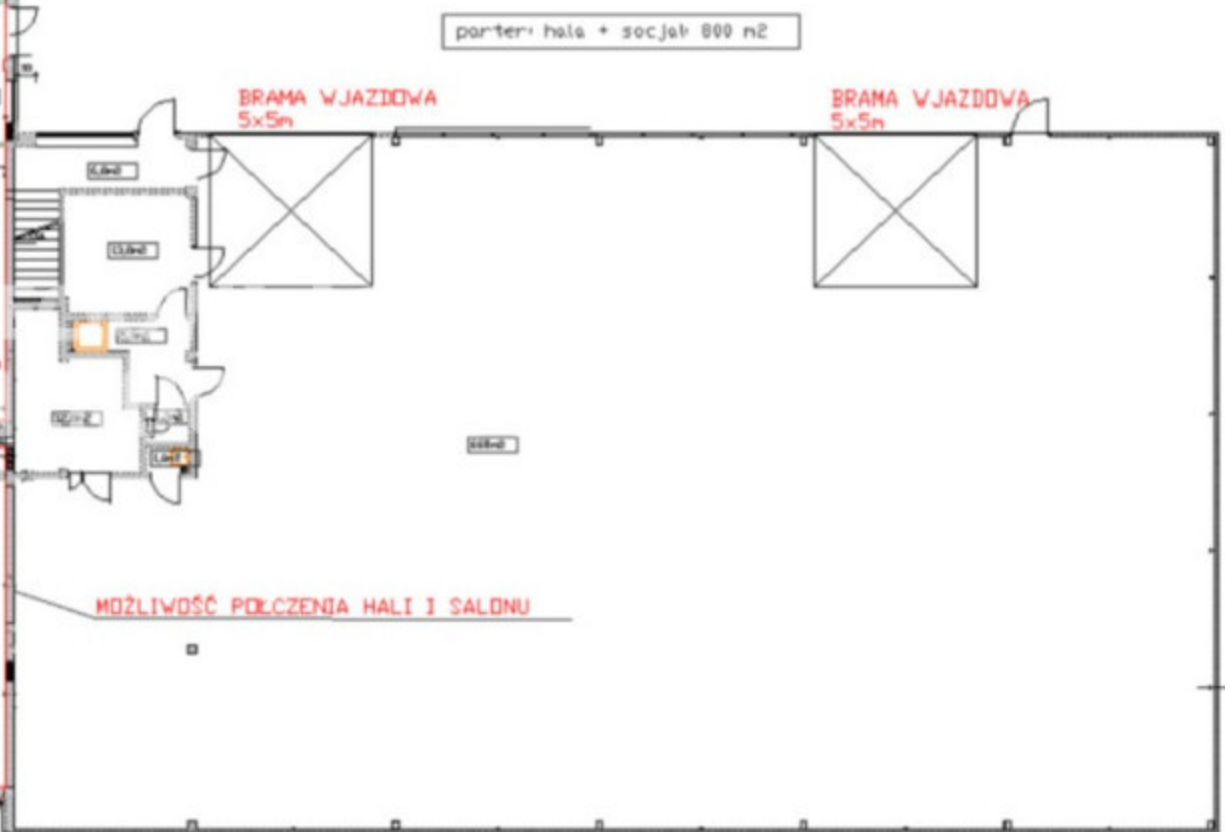 parter: hala + socjal: 800 m2
BRAMA WJAZDOWA
5x5m
BRAMA WJAZDOWA
5x5m
MOŻLIWOŚĆ POŁCZENIA HALI I SALONU